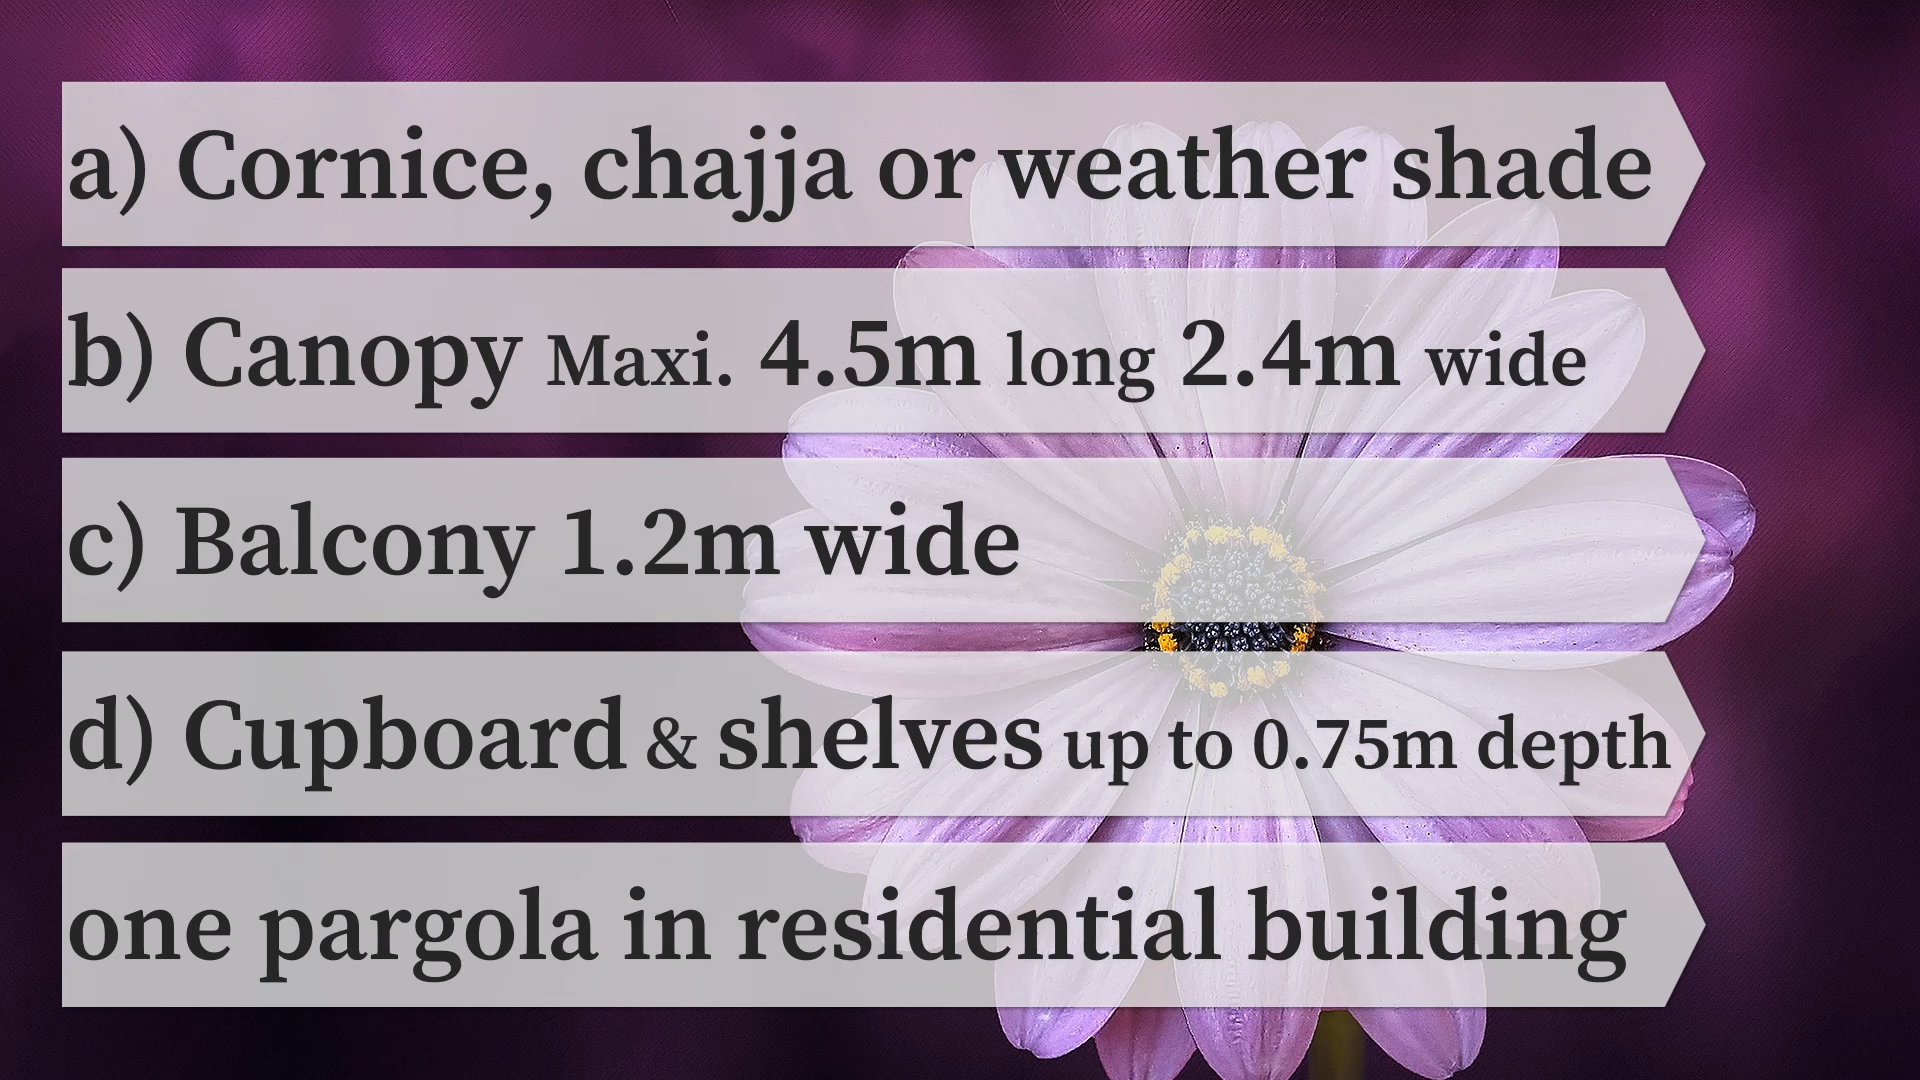 a) Cornice, chajja or weather shade
b) Canopy Maxi. 4.5m long 2.4m wide
c) Balcony 1.2m wide
d) Cupboard & shelves up to 0.75m depth
one pargola in residential building